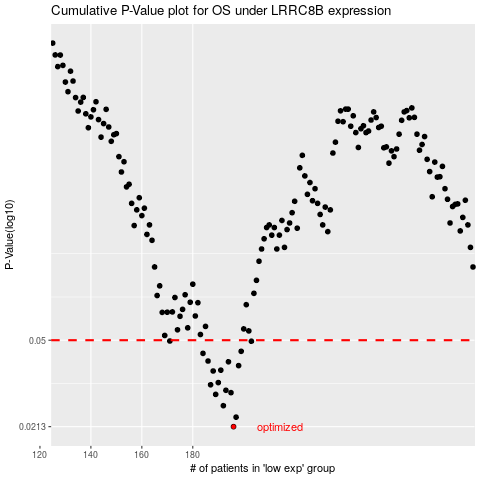 Cumulative P-Value plot for OS under LRRC8B expression
P-Value(log10)
0.05
0.0213
optimized
120 140 160 180
# of patients in 'low exp' group